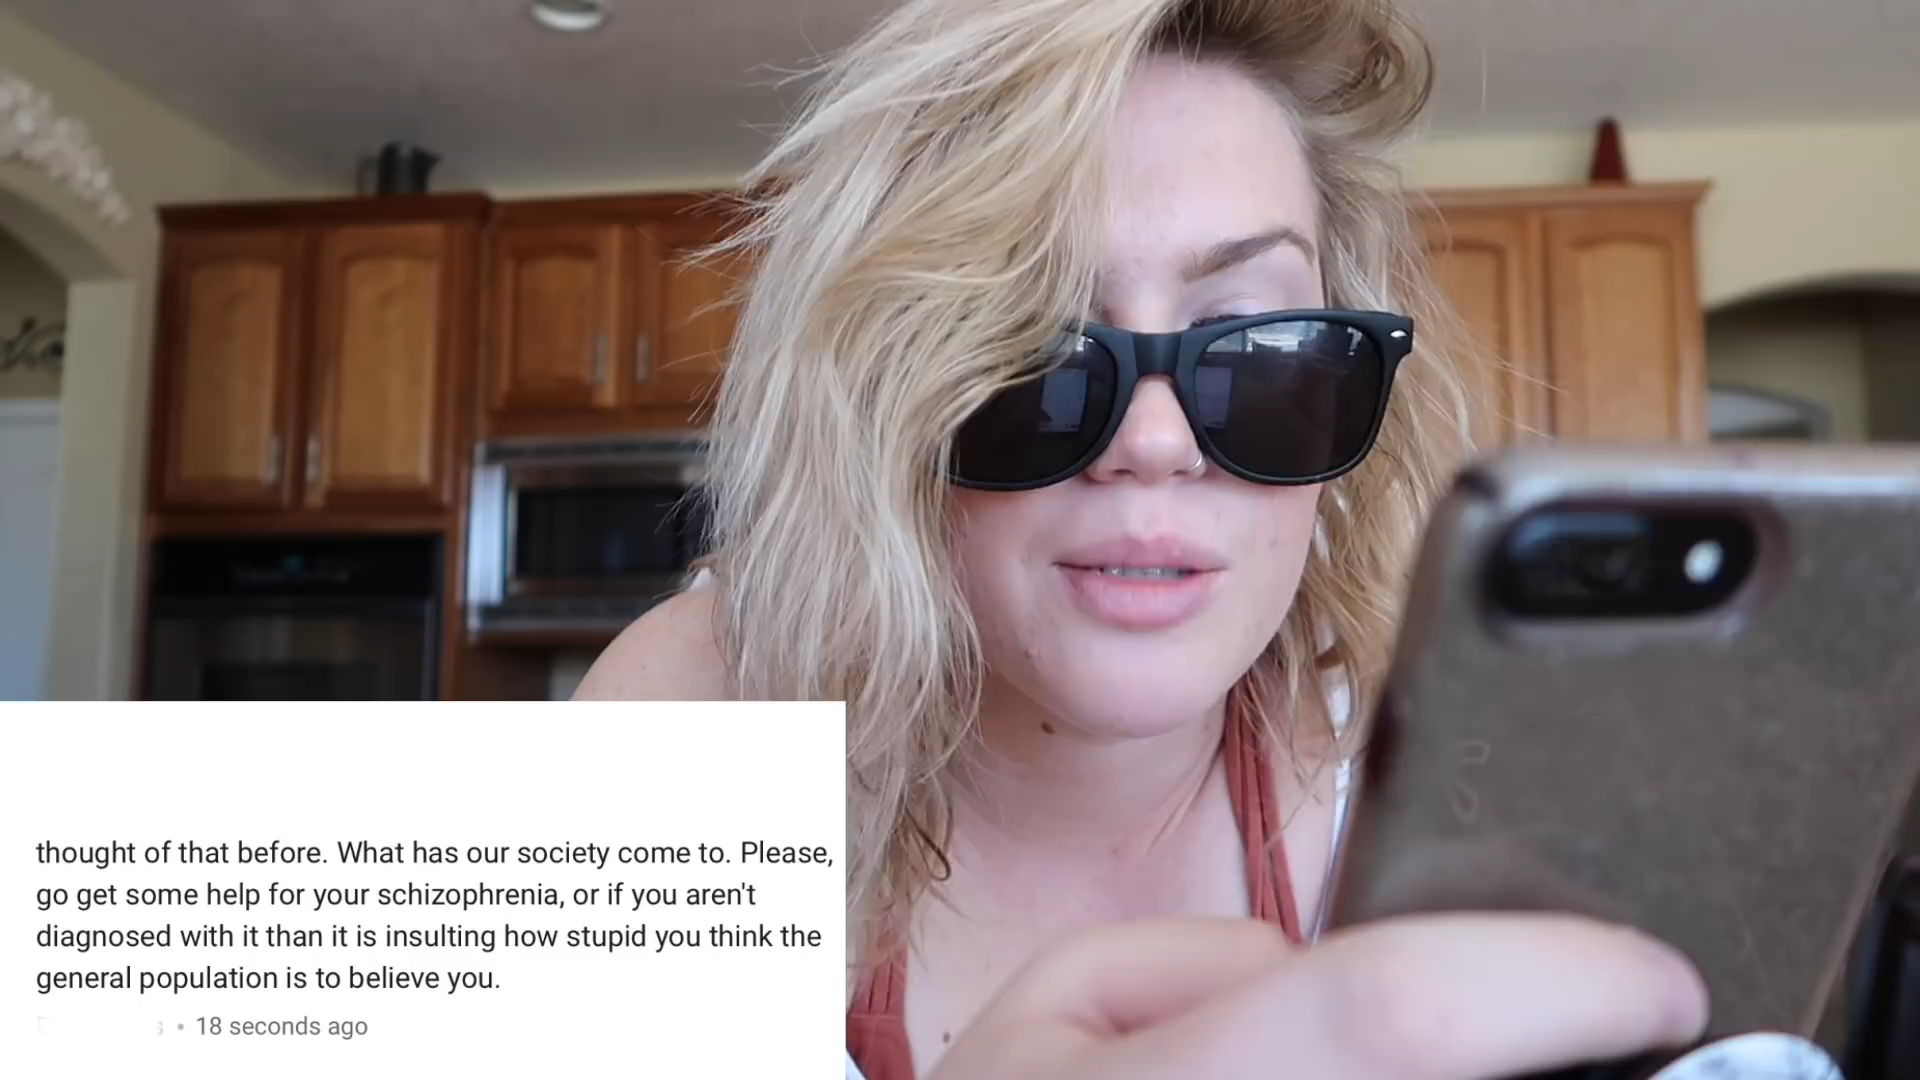 thought of that before. What has our society come to. Please,
go get some help for your schizophrenia, or if you aren't
diagnosed with it than it is insulting how stupid you think the
general population is to believe you.
• 18 seconds ago